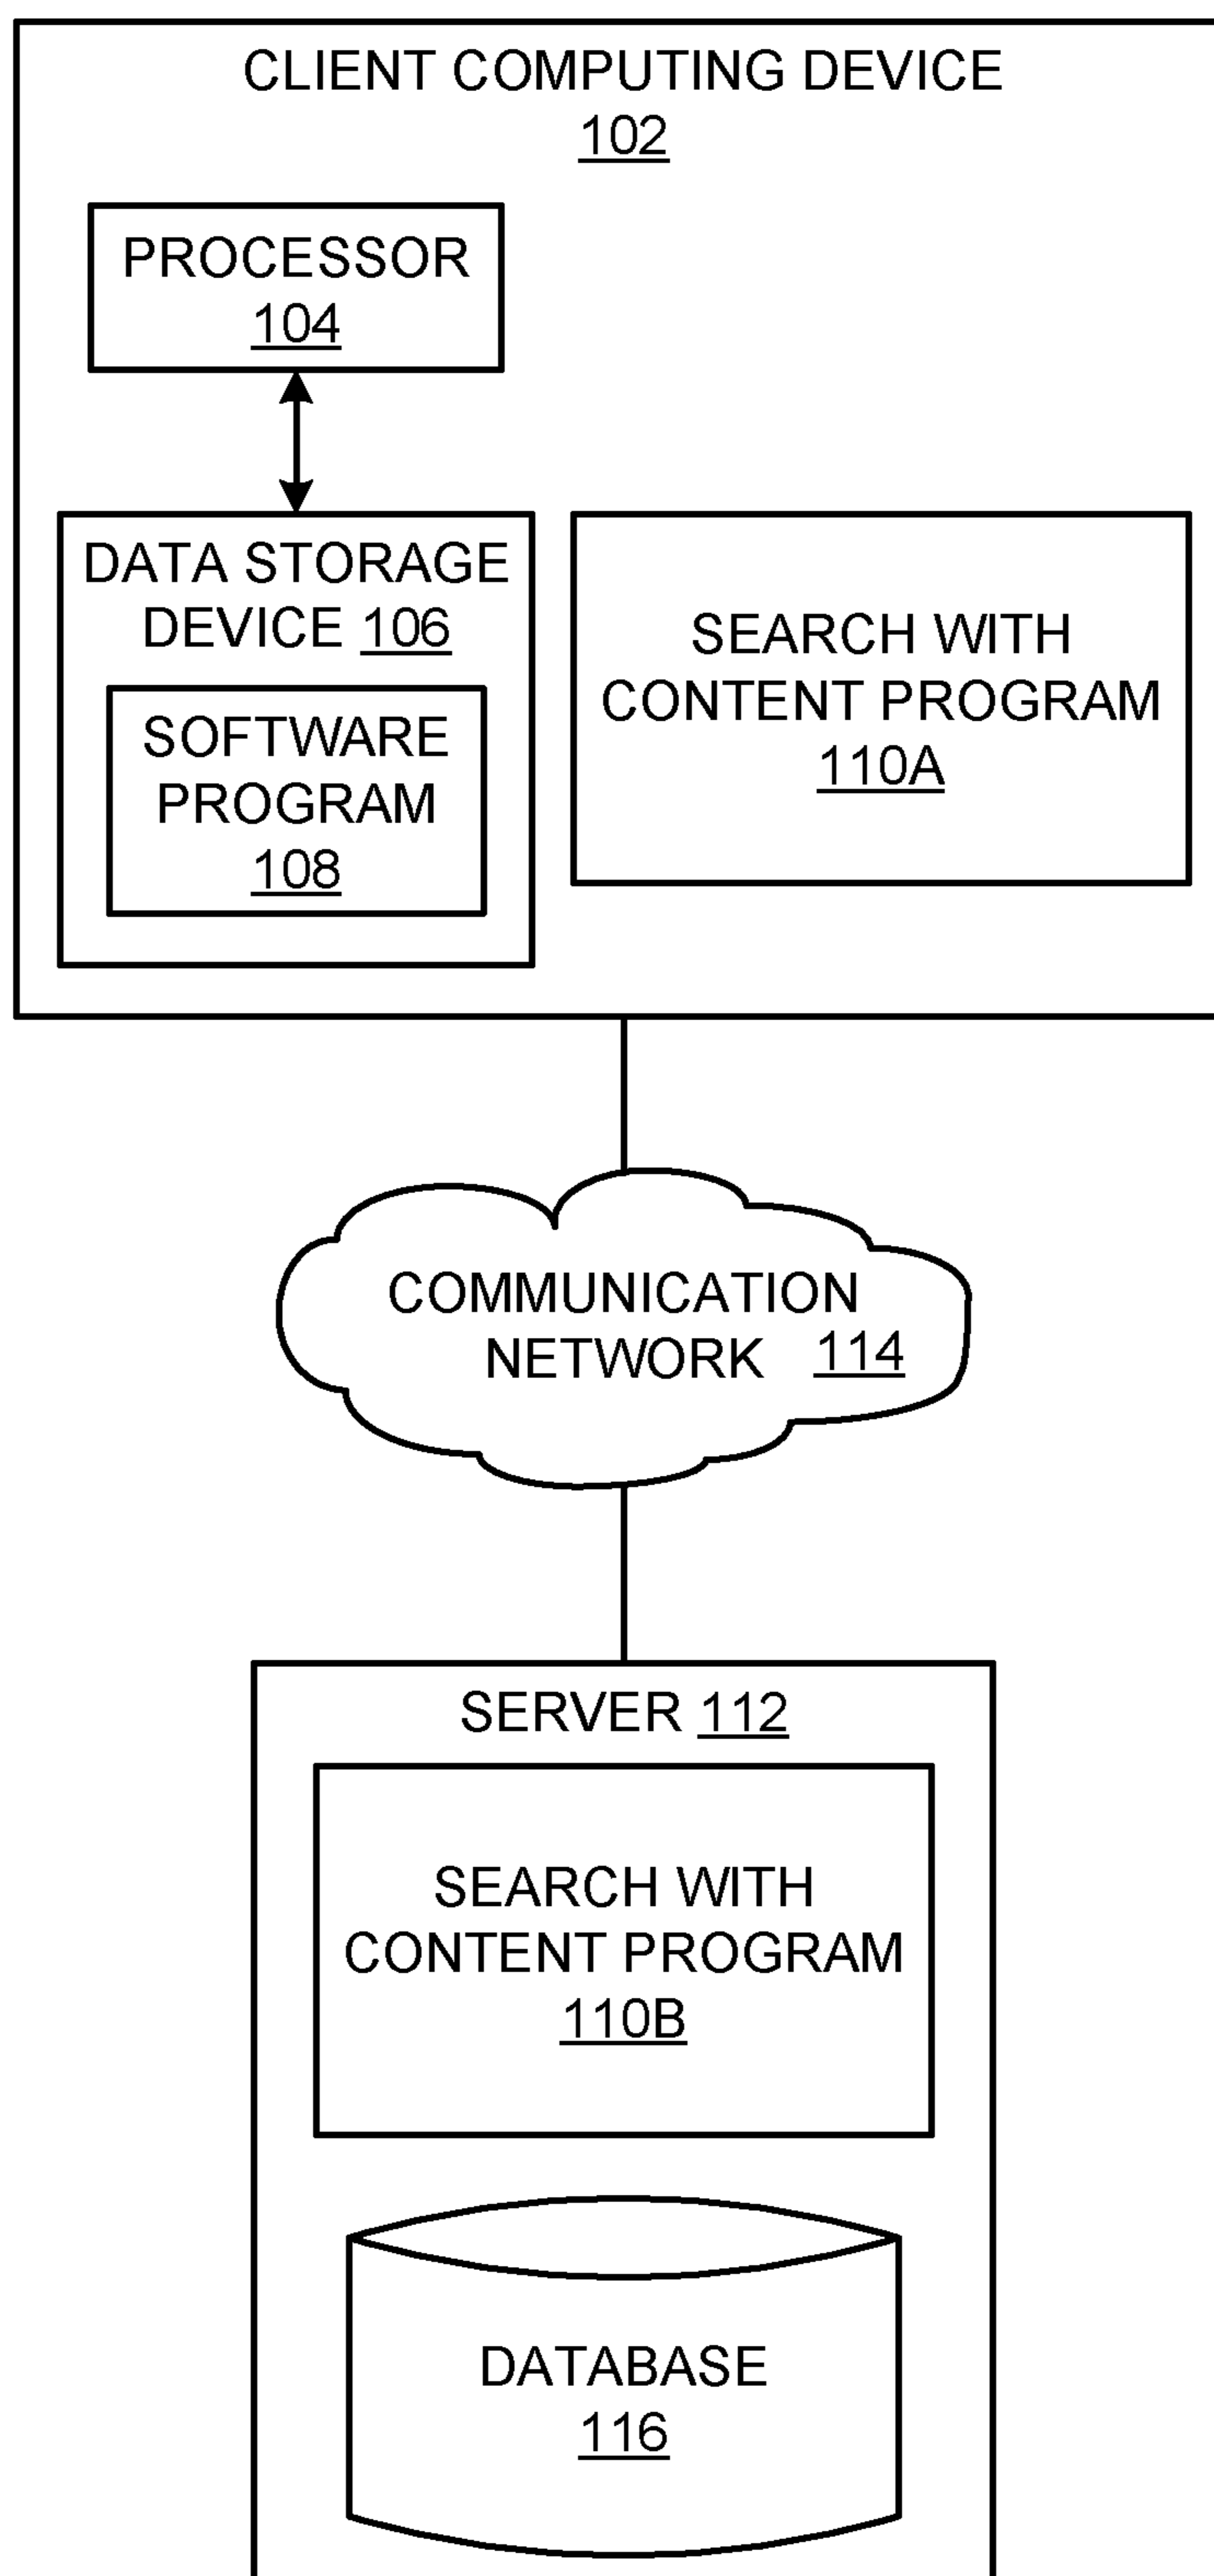 CLIENT COMPUTING DEVICE
102
PROCESSOR
104
DATA STORAGE
DEVICE 106
SOFTWARE
PROGRAM
108
SEARCH WITH
CONTENT PROGRAM
110A
COMMUNICATION
NETWORK 114
SERVER 112
SEARCH WITH
CONTENT PROGRAM
110B
DATABASE
116